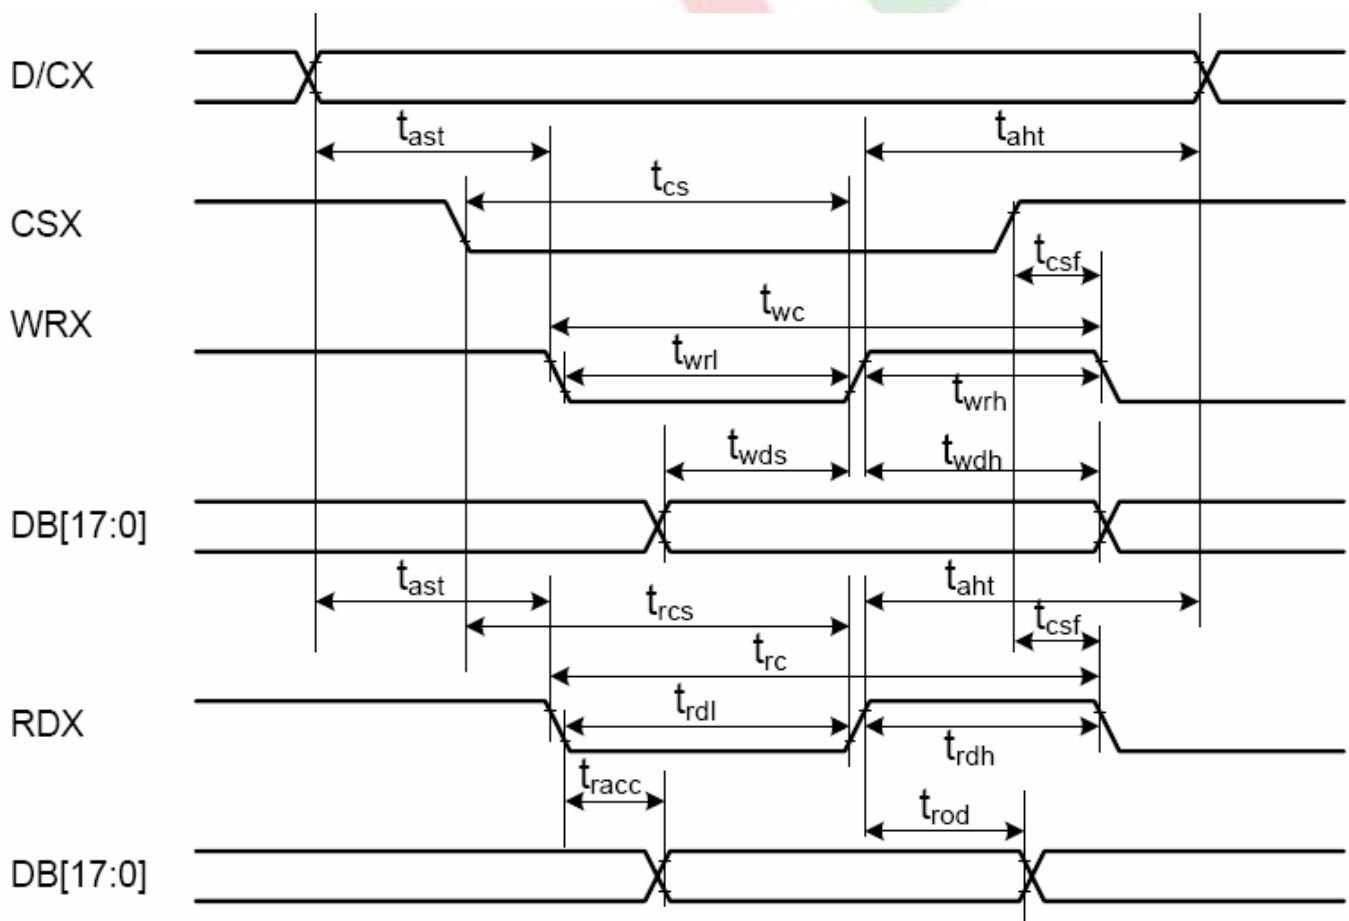 D/CX
tast
taht
tcs
CSX
tcsf
twc
WRX
twrl
twrh
twds
twdh
DB[17:0]
tast
taht
trcs
tcsf
trc
trdl
RDX
trdh
tracc
trod
DB[17:0]